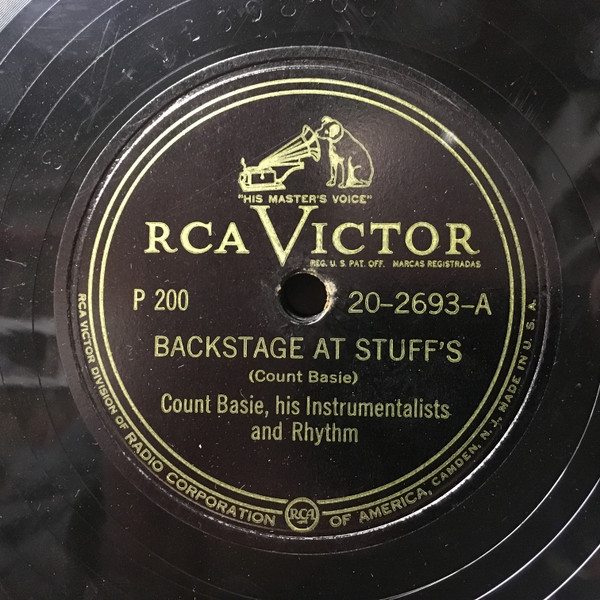 "HIS MASTER'S VOICE"
RCA VICTOR
REG. U. S. PAT. OFF. MARCAS REGISTRADAS
P 200
20-2693-A
BACKSTAGE AT STUFF'S
(Count Basie)
Count Basie, his Instrumentalists
and Rhythm
RCA VICTOR DIVISION OF RADIO CORPORATION RCA OF AMERICA, CAMDEN, N. J., MADE IN U. S. A.